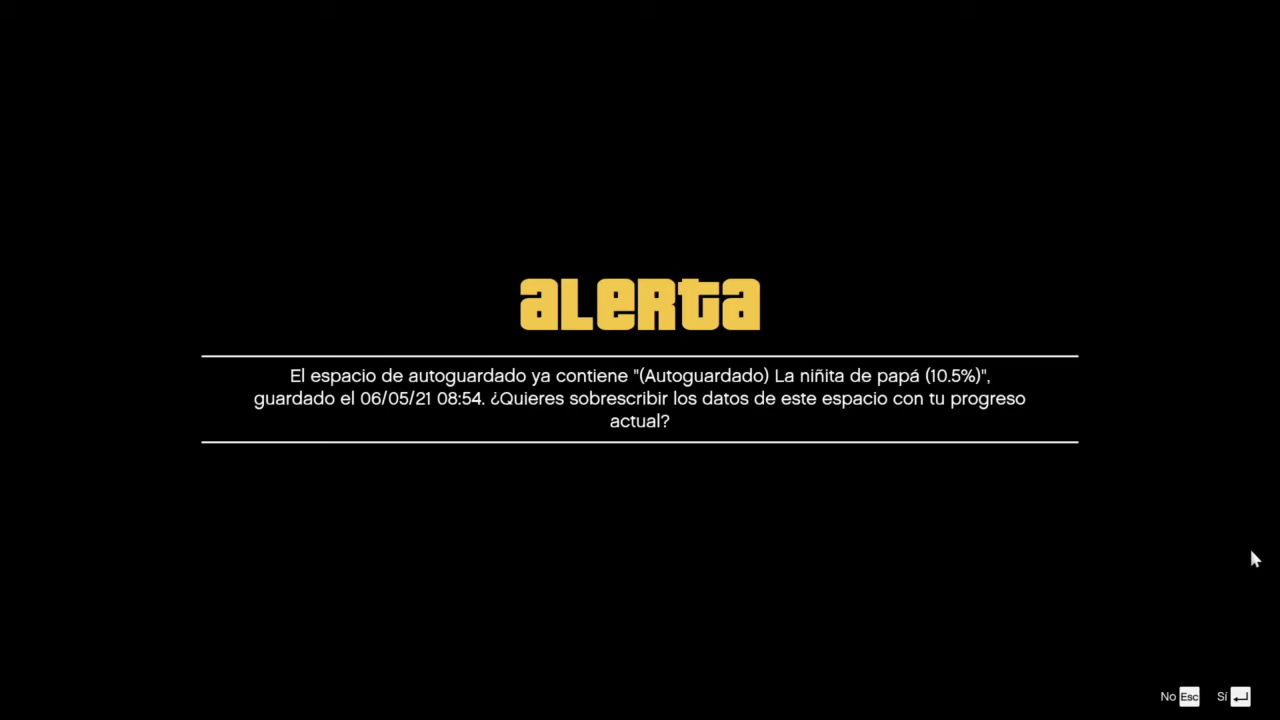 aLeRta
El espacio de autoguardado ya contiene "(Autoguardado) La niñita de papá (10.5%)",
guardado el 06/05/21 08:54. ¿Quieres sobrescribir los datos de este espacio con tu progreso
actual?
No Esc Sí